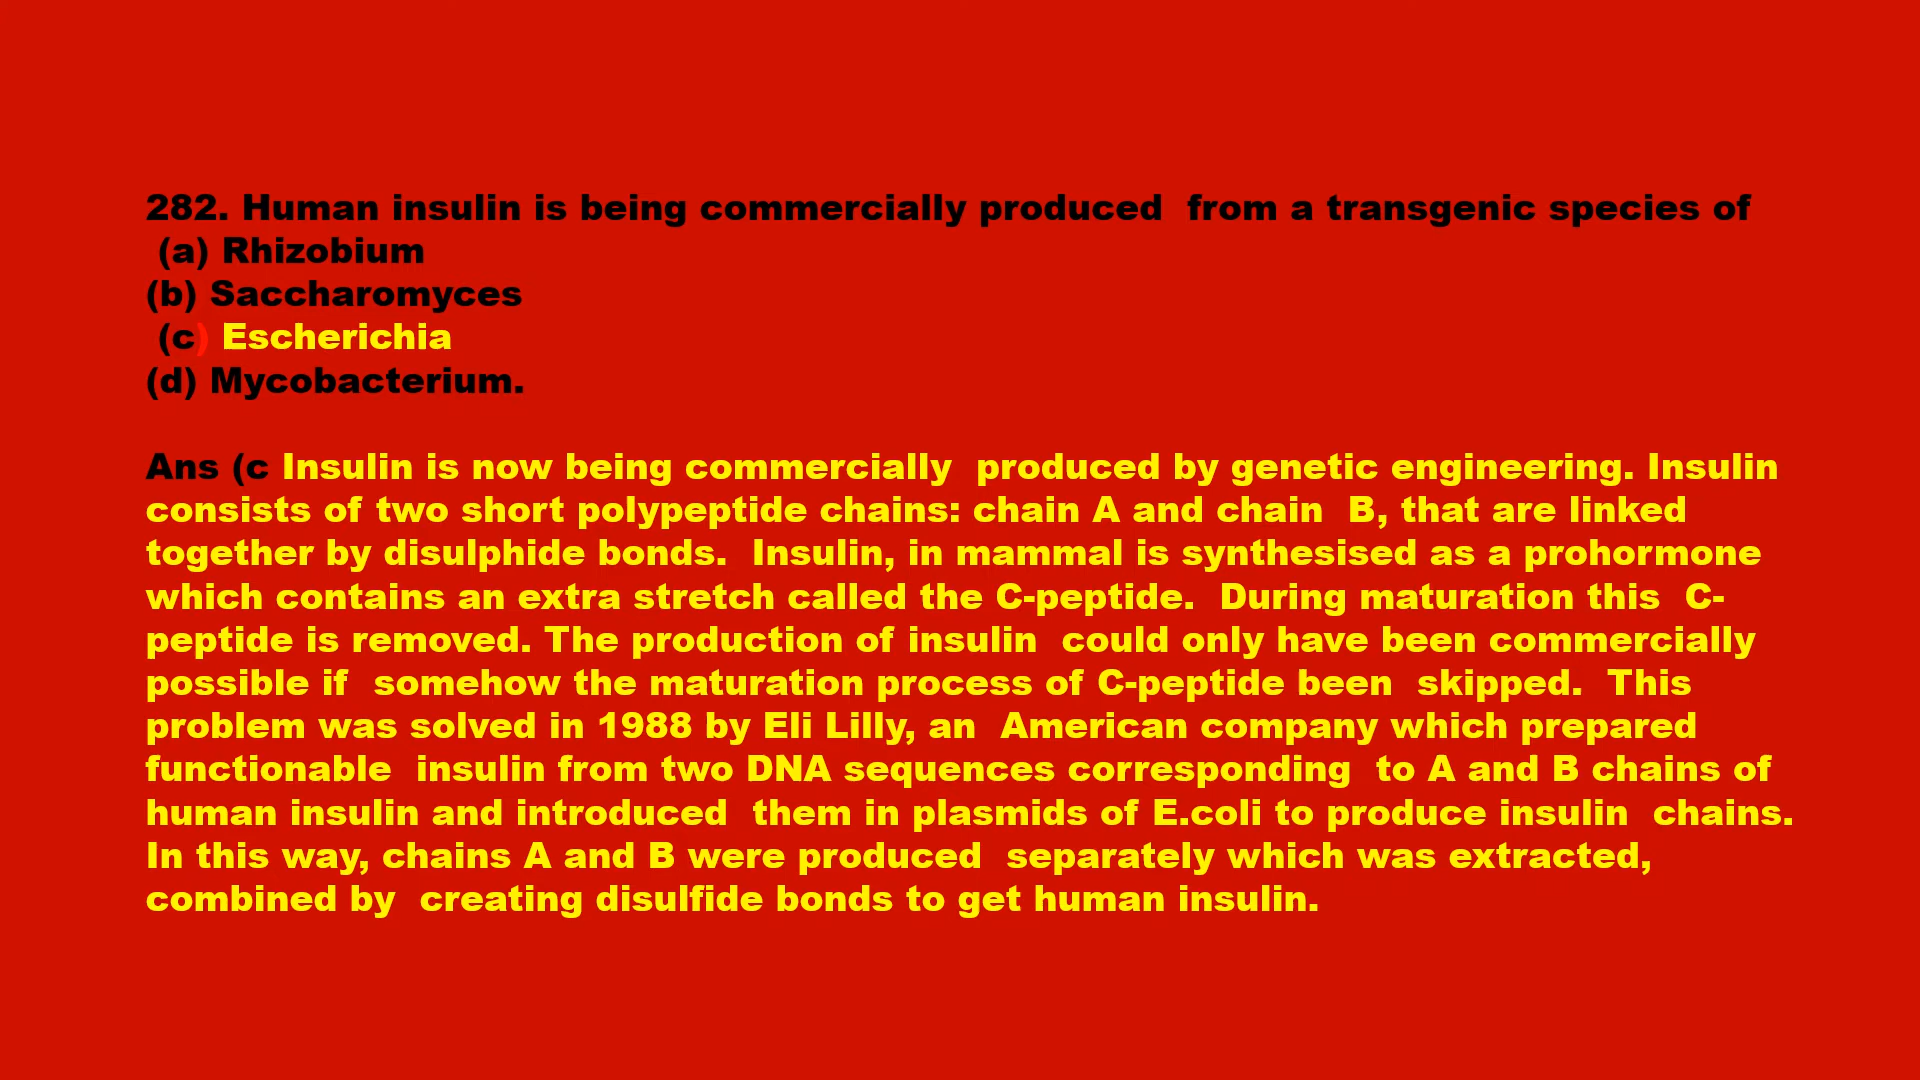 282. Human insulin is being commercially produced from a transgenic species of
(a) Rhizobium
(b) Saccharomyces
(c) Escherichia
(d) Mycobacterium.
Ans (c Insulin is now being commercially produced by genetic engineering. Insulin
consists of two short polypeptide chains: chain A and chain B, that are linked
together by disulphide bonds. Insulin, in mammal is synthesised as a prohormone
which contains an extra stretch called the C-peptide. During maturation this C-
peptide is removed. The production of insulin could only have been commercially
possible if somehow the maturation process of C-peptide been skipped. This
problem was solved in 1988 by Eli Lilly, an American company which prepared
functionable insulin from two DNA sequences corresponding to A and B chains of
human insulin and introduced them in plasmids of E.coli to produce insulin chains.
In this way, chains A and B were produced separately which was extracted,
combined by creating disulfide bonds to get human insulin.